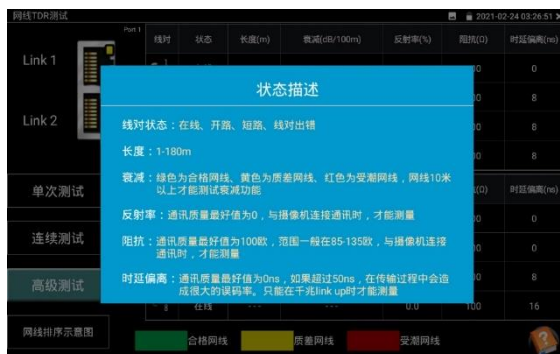 网线TDR测试
2021-02-24 03:26:51
Port 1
线对 状态 长度(m) 衰减(dB/100m) 反射率(%) 阻抗(Ω) 时延偏离(ns)
Link 1
0
8
Link 2
8
8
状态描述
线对状态：在线、开路、短路、线对出错
长度：1-180m
衰减：绿色为合格网线、黄色为质差网线、红色为受潮网线，网线10米
以上才能测试衰减功能
反射率：通讯质量最好值为0，与摄像机连接通讯时，才能测量
阻抗：通讯质量最好值为100欧，范围一般在85-135欧，与摄像机连接
通讯时，才能测量
时延偏离：通讯质量最好值为0ns，如果超过50ns，在传输过程中会造
成很大的误码率。只能在千兆link up时才能测量
单次测试
(Ω) 时延偏离(ns)
0
连续测试
0
高级测试
8
8 在线 --- --- 0.0 100 16
网线排序示意图
合格网线 质差网线 受潮网线